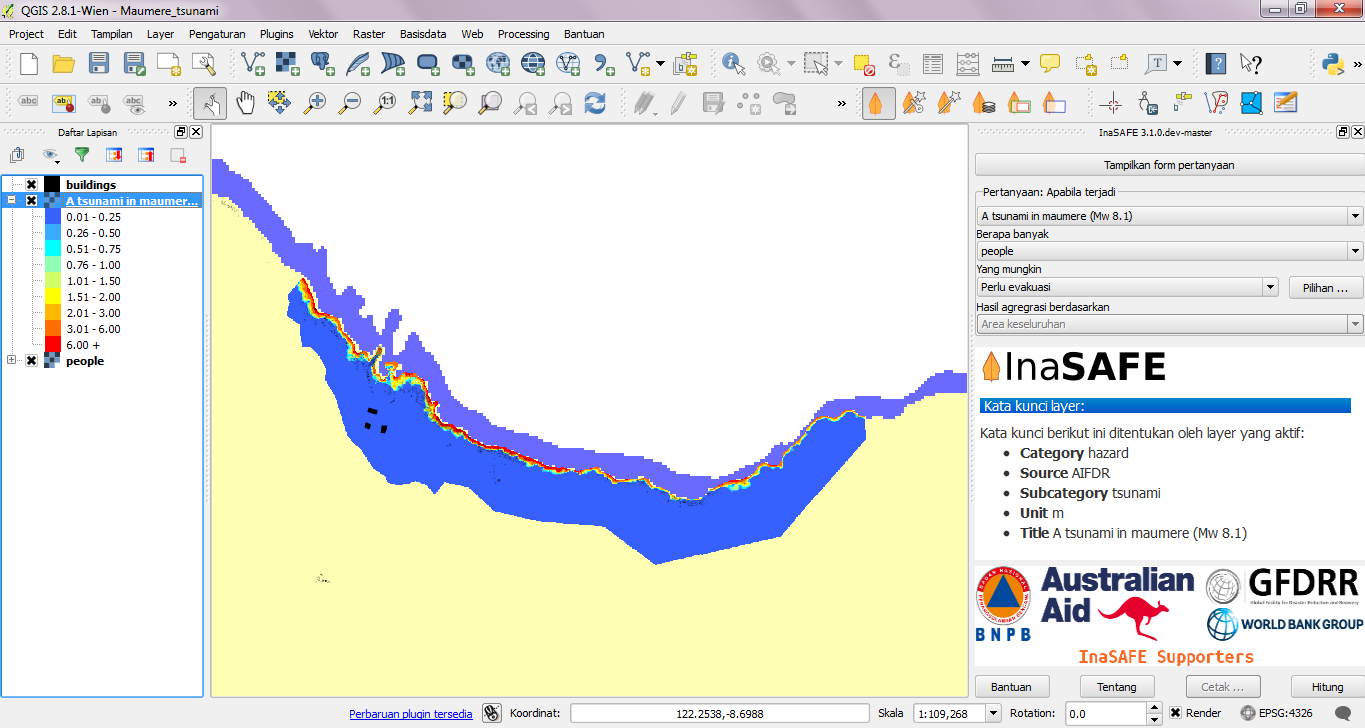 QGIS 2.8.1-Wien - Maumere_tsunami
Project Edit Tampilan Layer Pengaturan Plugins Vektor Raster Basisdata Web Processing Bantuan
abc ab abc abc 1:1
Daftar Lapisan
buildings
A tsunami in maumer...
0.01 - 0.25
0.26 - 0.50
0.51 - 0.75
0.76 - 1.00
1.01 - 1.50
1.51 - 2.00
2.01 - 3.00
3.01 - 6.00
6.00 +
people
InaSAFE 3.1.0.dev-master
Tampilkan form pertanyaan
Pertanyaan: Apabila terjadi
A tsunami in maumere (Mw 8.1)
Berapa banyak
people
Yang mungkin
Perlu evakuasi
Pilihan ...
Hasil agregrasi berdasarkan
Area keseluruhan
InaSAFE
Kata kunci layer:
Kata kunci berikut ini ditentukan oleh layer yang aktif:
• Category hazard
• Source AIFDR
• Subcategory tsunami
• Unit m
• Title A tsunami in maumere (Mw 8.1)
BNPB
Australian
Aid
GFDRR
Global Facility for Disaster Reduction and Recovery
WORLD BANK GROUP
InaSAFE Supporters
Bantuan Tentang Cetak ... Hitung
Perbaruan plugin tersedia Koordinat: 122.2538,-8.6988 Skala 1:109,268 Rotation: 0.0 Render EPSG:4326